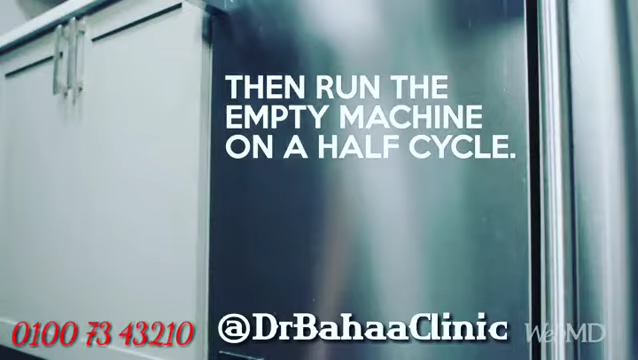 THEN RUN THE
EMPTY MACHINE
ON A HALF CYCLE.
0100 73 43210 @DrBahaaClinic WebMD